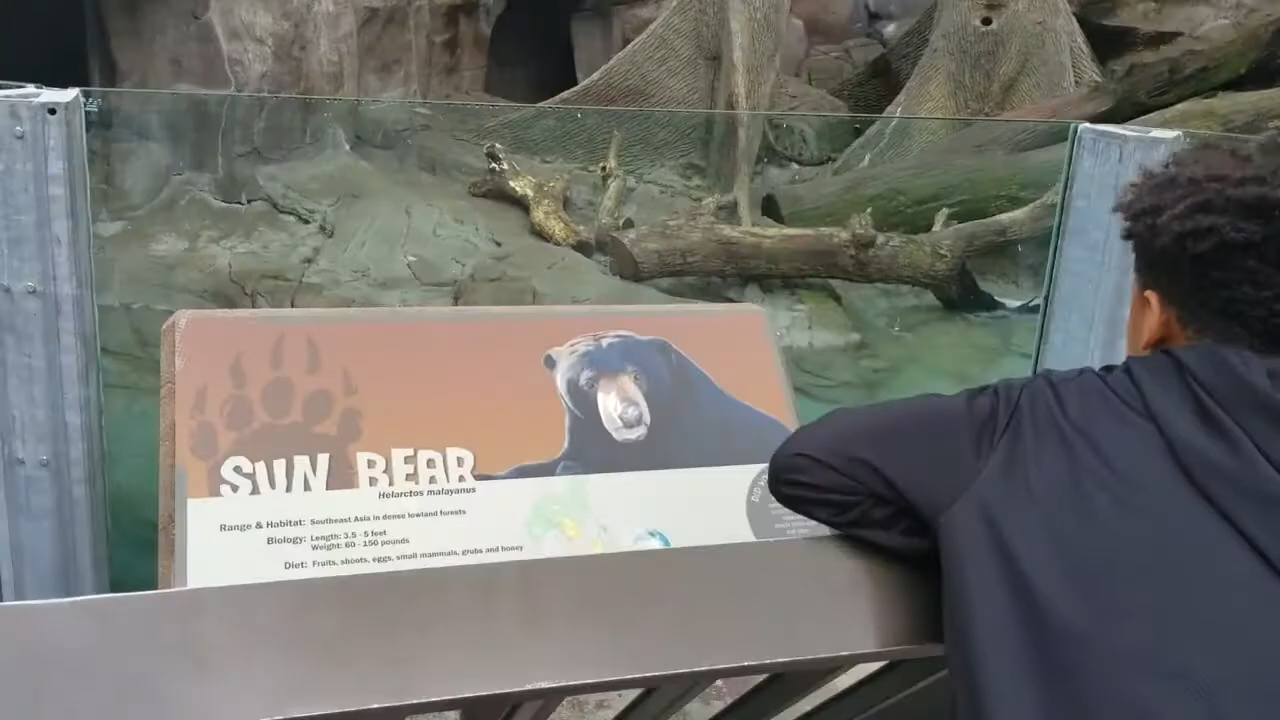 SUN BEAR
Helarctos malayanus
Range & Habitat: Southeast Asia in dense lowland forests
Biology: Length: 3.5 - 5 feet
Weight: 60 - 150 pounds
Diet: Fruits, shoots, eggs, small mammals, grubs and honey
DID